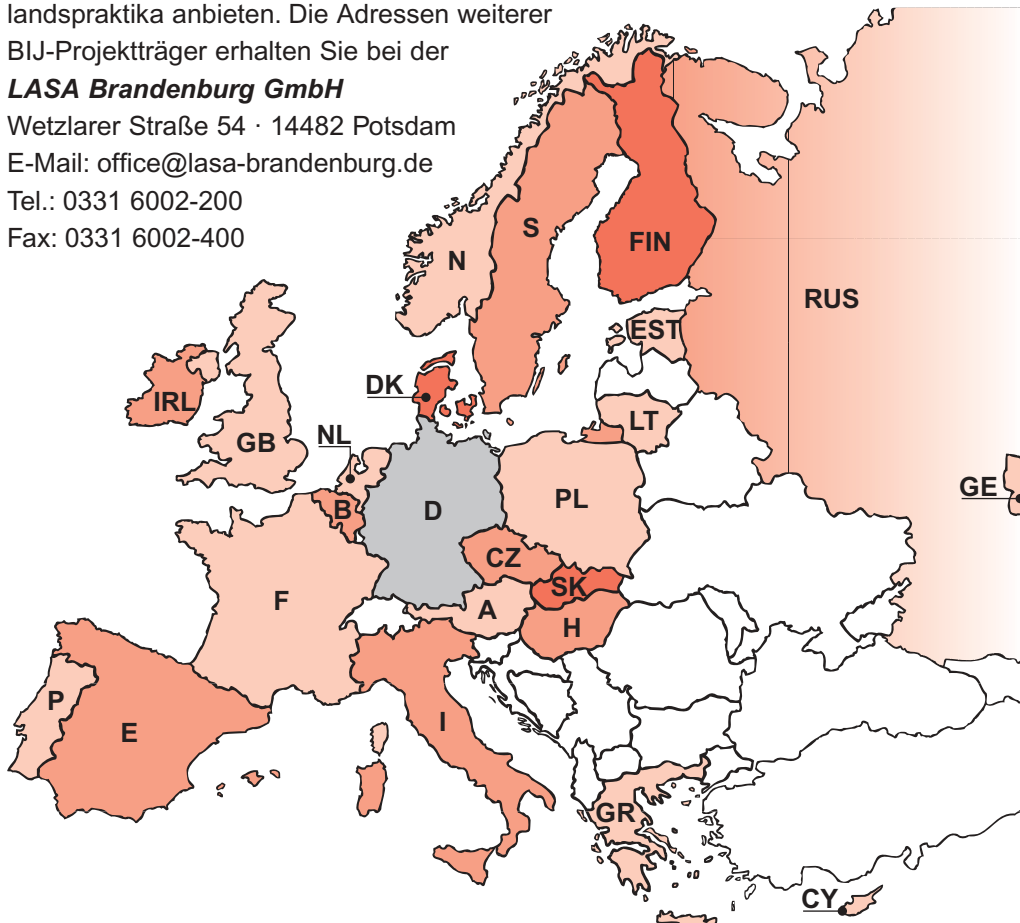 landspraktika anbieten. Die Adressen weiterer
BIJ-Projektträger erhalten Sie bei der
LASA Brandenburg GmbH
Wetzlarer Straße 54 · 14482 Potsdam
E-Mail: office@lasa-brandenburg.de
Tel.: 0331 6002-200
Fax: 0331 6002-400
S
FIN
N
RUS
EST
DK
IRL
LT
NL
GB
GE
PL
B
D
CZ
SK
F
A
H
P
E
I
GR
CY